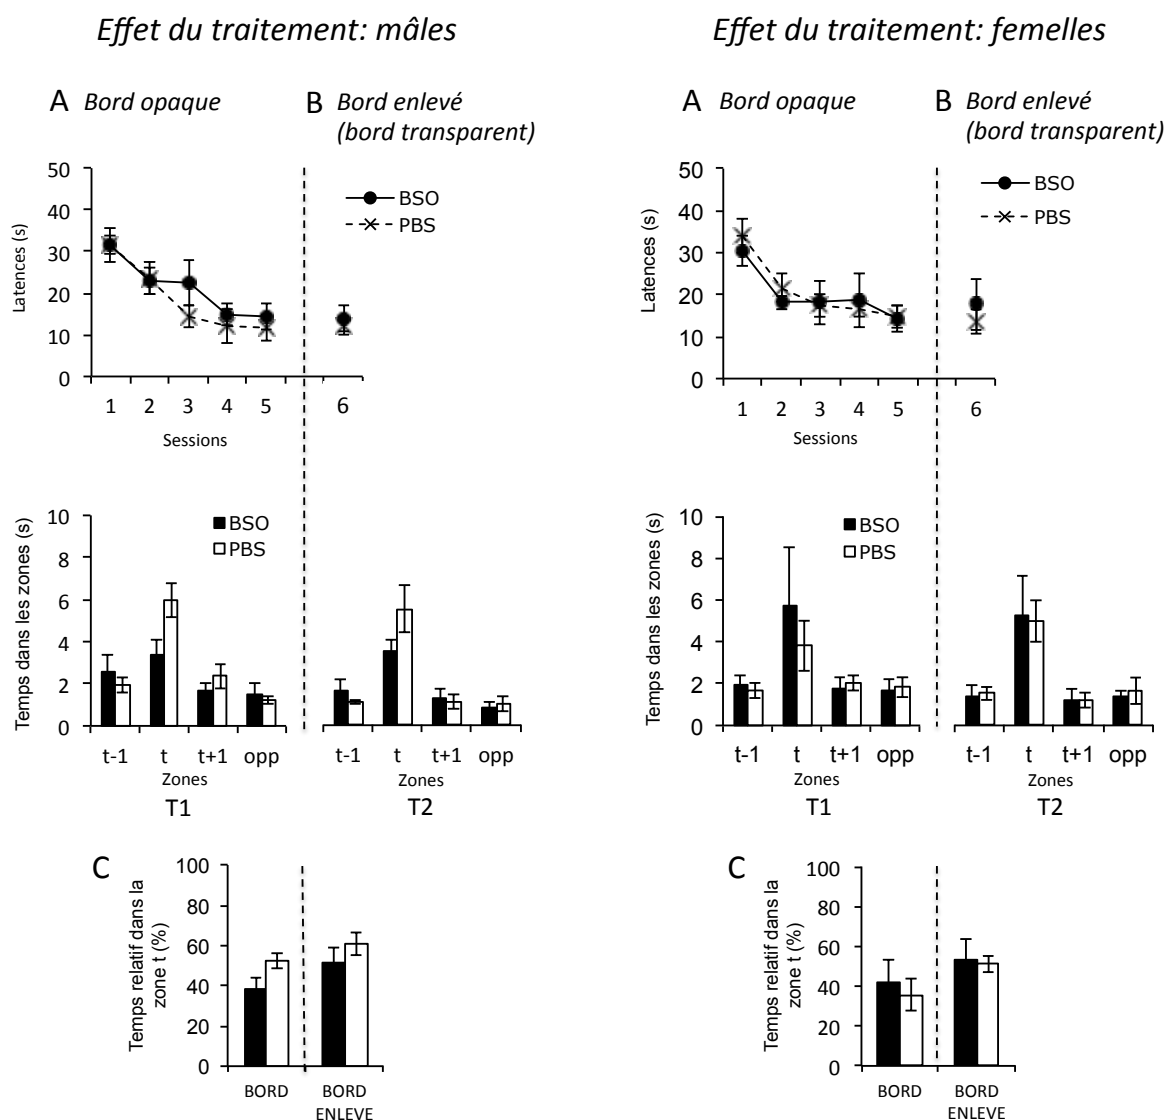 Effet du traitement: mâles
A Bord opaque
B Bord enlevé
(bord transparent)
Latences (s)
50
40
30
20
10
0
BSO
PBS
1 2 3 4 5 6
Sessions
Temps dans les zones (s)
10
8
6
4
2
0
BSO
PBS
t-1 t t+1 opp
Zones
T1
t-1 t t+1 opp
Zones
T2
C
Temps relatif dans la
zone t (%)
100
80
60
40
20
0
BORD
BORD
ENLEVE
Effet du traitement: femelles
A Bord opaque
B Bord enlevé
(bord transparent)
Latences (s)
50
40
30
20
10
0
BSO
PBS
1 2 3 4 5 6
Sessions
Temps dans les zones (s)
10
8
6
4
2
0
BSO
PBS
t-1 t t+1 opp
Zones
T1
t-1 t t+1 opp
Zones
T2
C
Temps relatif dans la
zone t (%)
100
80
60
40
20
0
BORD
BORD
ENLEVE